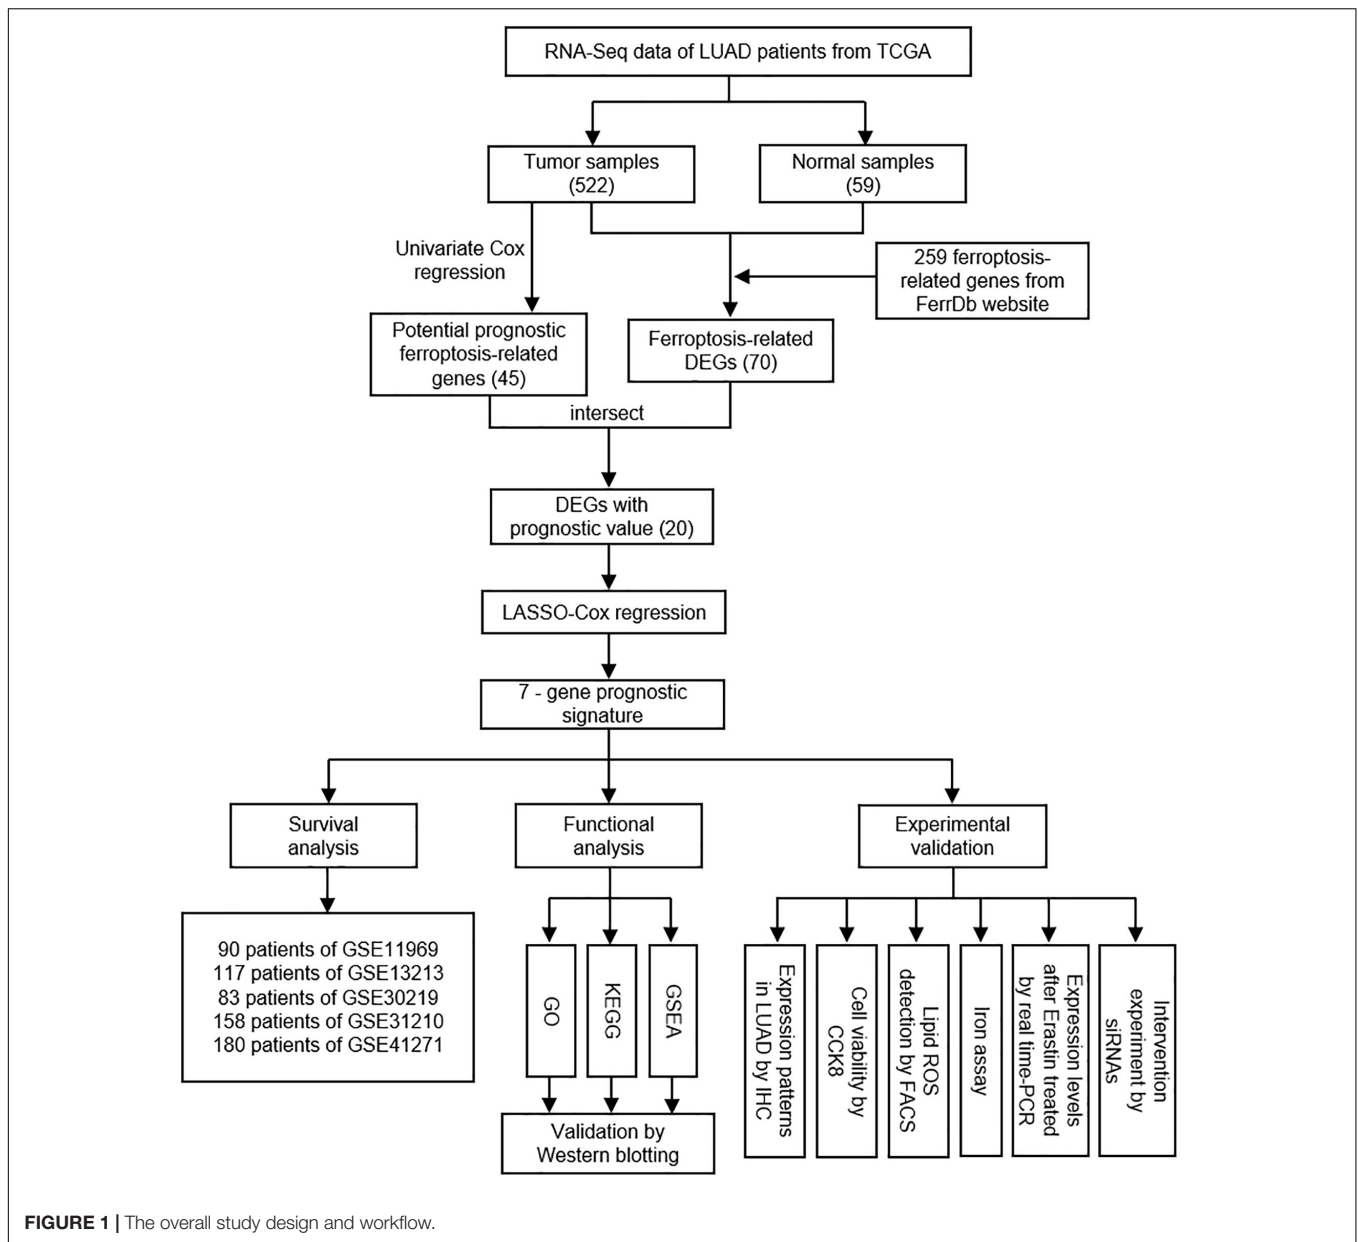 RNA-Seq data of LUAD patients from TCGA
Tumor samples
(522)
Normal samples
(59)
Univariate Cox
regression
259 ferroptosis-
related genes from
FerrDb website
Potential prognostic
ferroptosis-related
genes (45)
Ferroptosis-related
DEGs (70)
intersect
DEGs with
prognostic value (20)
LASSO-Cox regression
7 - gene prognostic
signature
Survival
analysis
Functional
analysis
Experimental
validation
90 patients of GSE11969
117 patients of GSE13213
83 patients of GSE30219
158 patients of GSE31210
180 patients of GSE41271
GO
KEGG
GSEA
Validation by
Western blotting
Expression patterns
in LUAD by IHC
Cell viability by
CCK8
Lipid ROS
detection by FACS
Iron assay
Expression levels
after Erastin treated
by real time-PCR
Intervention
experiment by
siRNAs
FIGURE 1 | The overall study design and workflow.